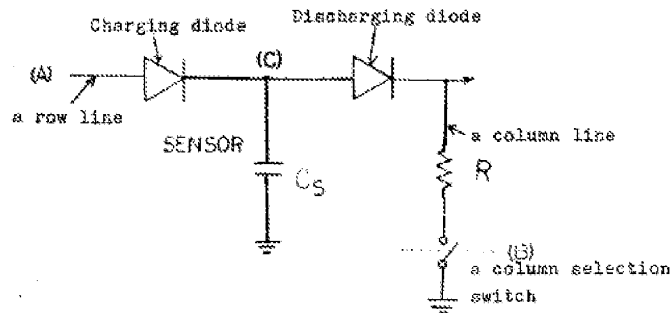 Charging diode
Discharging diode
(A)
(C)
a row line
SENSOR
CS
a column line
R
(B)
a column selection
switch